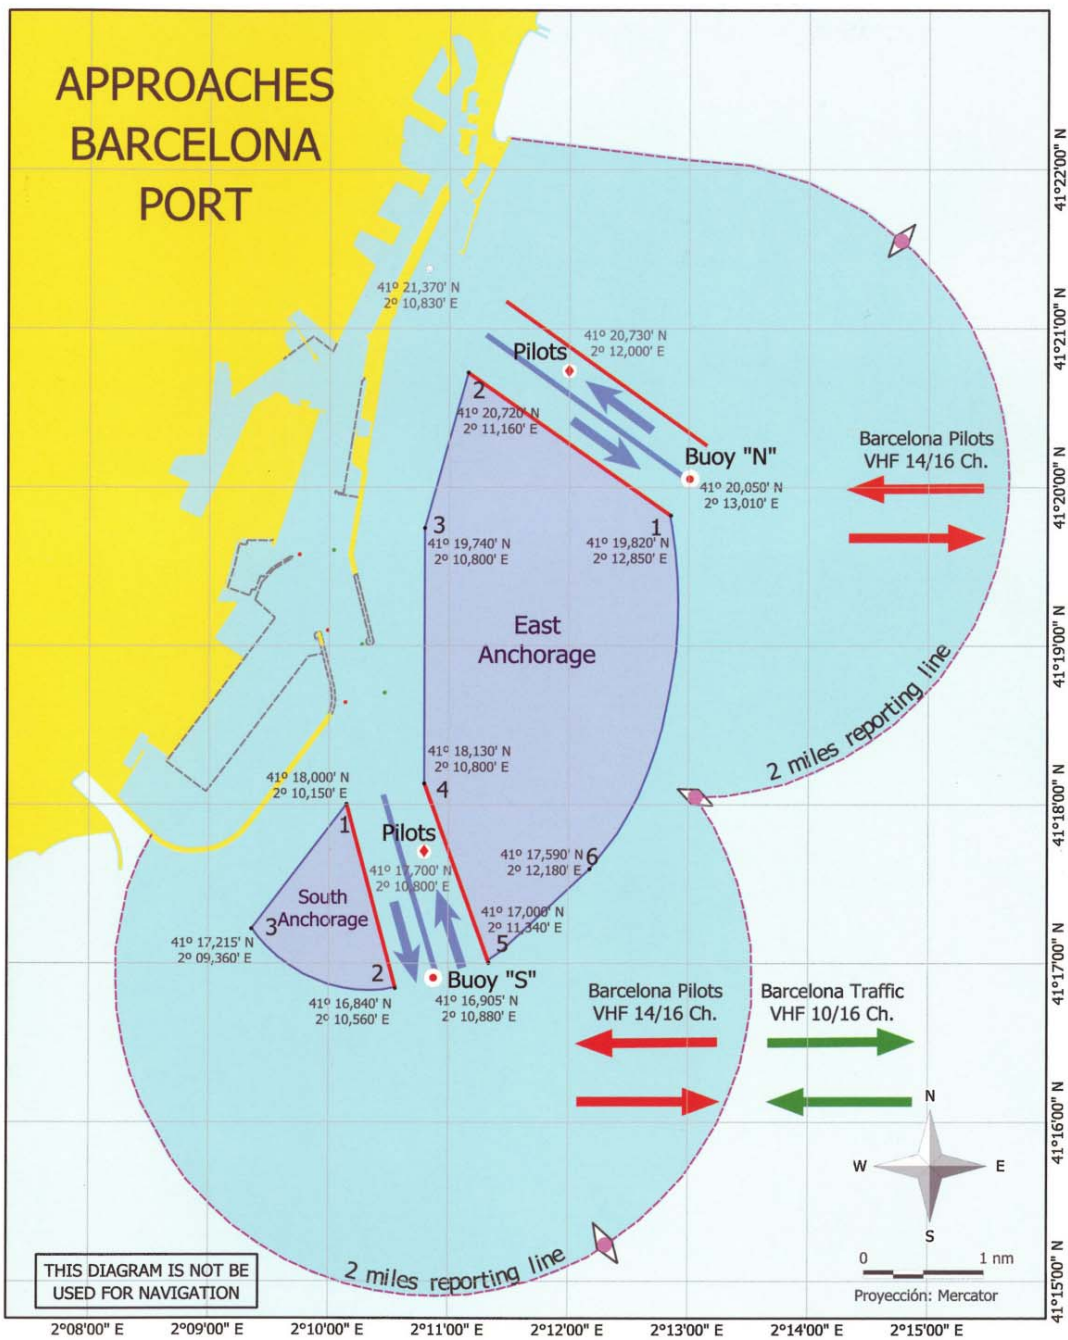 APPROACHES
BARCELONA
PORT
41º 21,370' N
2º 10,830' E
Pilots
41º 20,730' N
2º 12,000' E
2
41º 20,720' N
2º 11,160' E
Buoy "N"
41º 20,050' N
2º 13,010' E
Barcelona Pilots
VHF 14/16 Ch.
3
41º 19,740' N
2º 10,800' E
1
41º 19,820' N
2º 12,850' E
East
Anchorage
2 miles reporting line
41º 18,130' N
2º 10,800' E
4
41º 18,000' N
2º 10,150' E
1
Pilots
41º 17,700' N
2º 10,800' E
6
41º 17,590' N
2º 12,180' E
South
Anchorage
3
41º 17,215' N
2º 09,360' E
41º 17,000' N
2º 11,340' E
5
2
41º 16,840' N
2º 10,560' E
Buoy "S"
41º 16,905' N
2º 10,880' E
Barcelona Pilots
VHF 14/16 Ch.
Barcelona Traffic
VHF 10/16 Ch.
2 miles reporting line
N
W
E
S
0 1 nm
Proyección: Mercator
THIS DIAGRAM IS NOT BE
USED FOR NAVIGATION
41°22'00" N
41°21'00" N
41°20'00" N
41°19'00" N
41°18'00" N
41°17'00" N
41°16'00" N
41°15'00" N
2°08'00" E
2°09'00" E
2°10'00" E
2°11'00" E
2°12'00" E
2°13'00" E
2°14'00" E
2°15'00" E